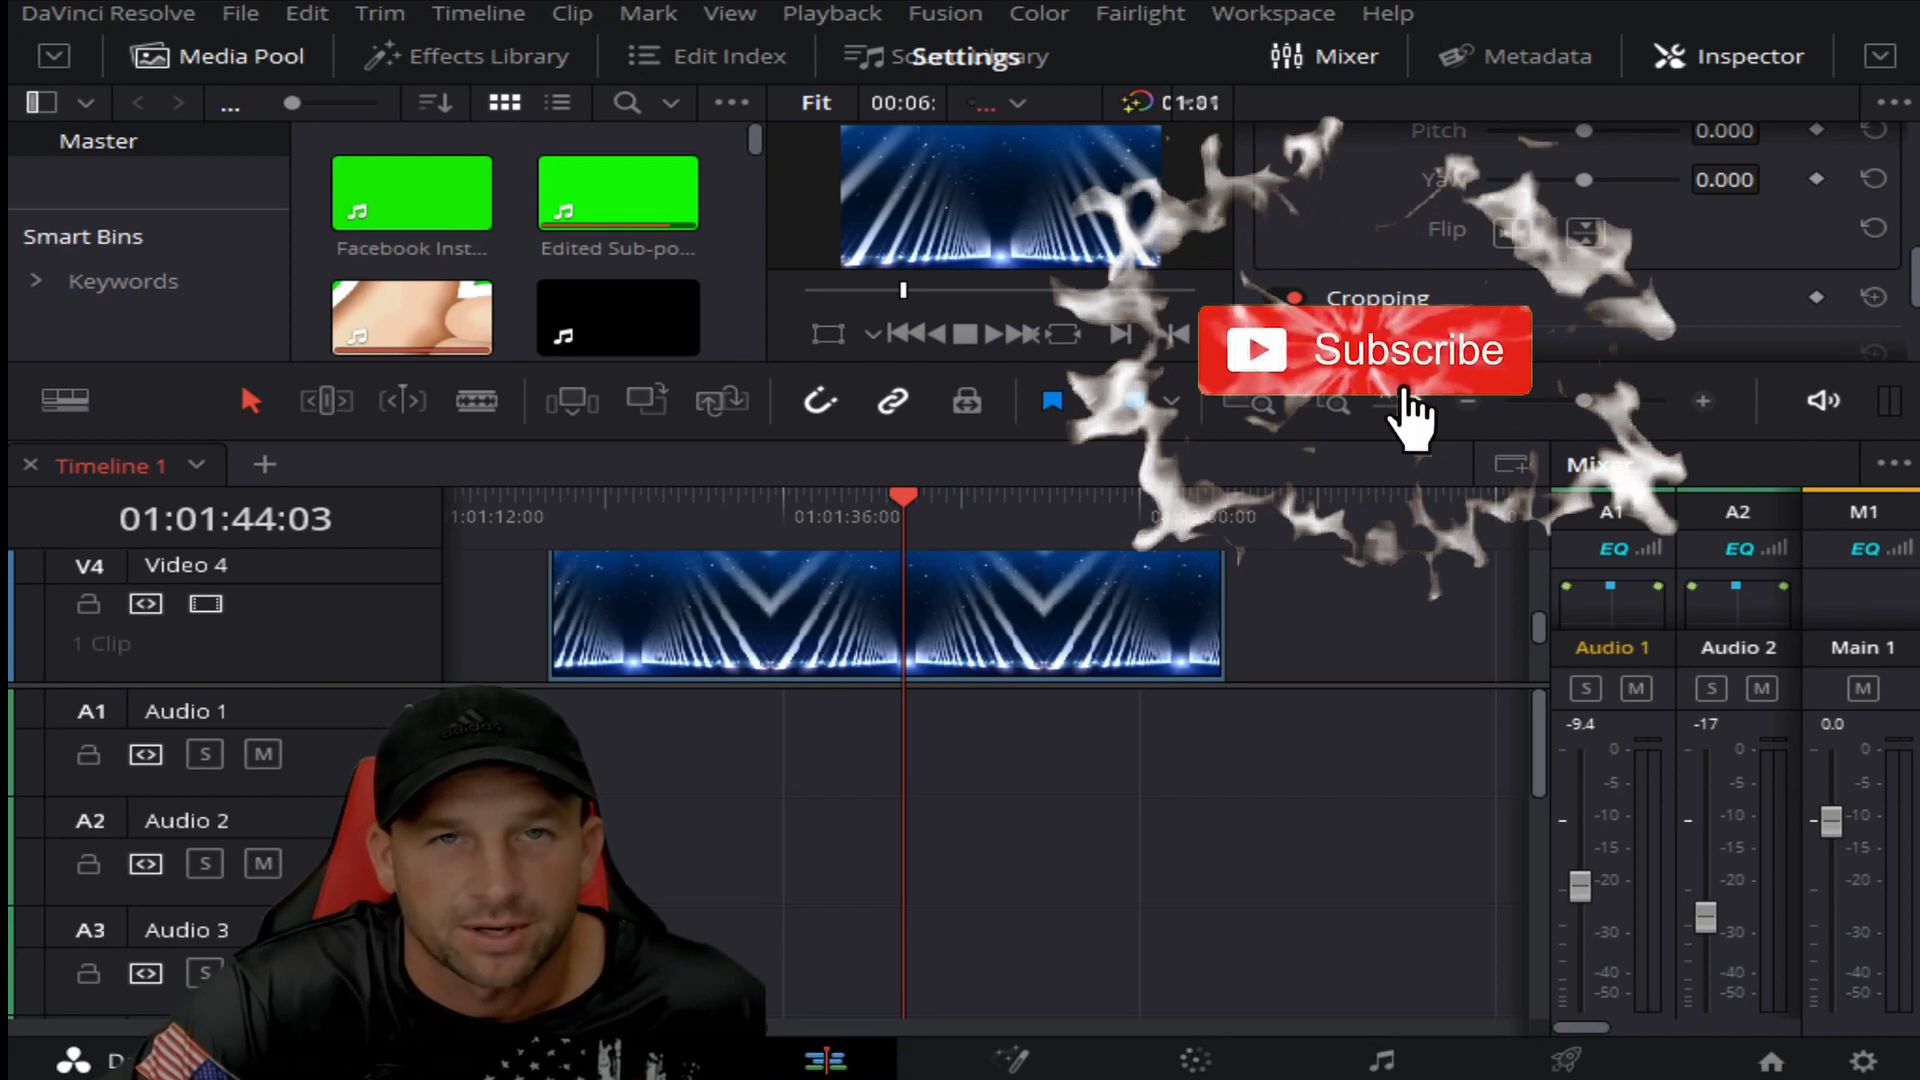 DaVinci Resolve File Edit Trim Timeline Clip Mark View Playback Fusion Color Fairlight Workspace Help
Media Pool Effects Library Edit Index Settings Library Mixer Metadata Inspector
... Fit 00:06: ... 01:01
Master
Smart Bins
Keywords
Facebook Inst... Edited Sub-po...
Pitch 0.000
Yaw 0.000
Flip
Cropping
Subscribe
Timeline 1
Mixer
01:01:44:03
1:01:12:00 01:01:36:00 00:00
V4 Video 4
1 Clip
A1 Audio 1
S M
A2 Audio 2
S M
A3 Audio 3
S
adidas
A1 A2 M1
EQ EQ EQ
Audio 1 Audio 2 Main 1
S M S M M
-9.4 -17 0.0
0 0 0
-5 -5 -5
-10 -10 -10
-15 -15 -15
-20 -20 -20
-30 -30 -30
-40 -40 -40
-50 -50 -50
D